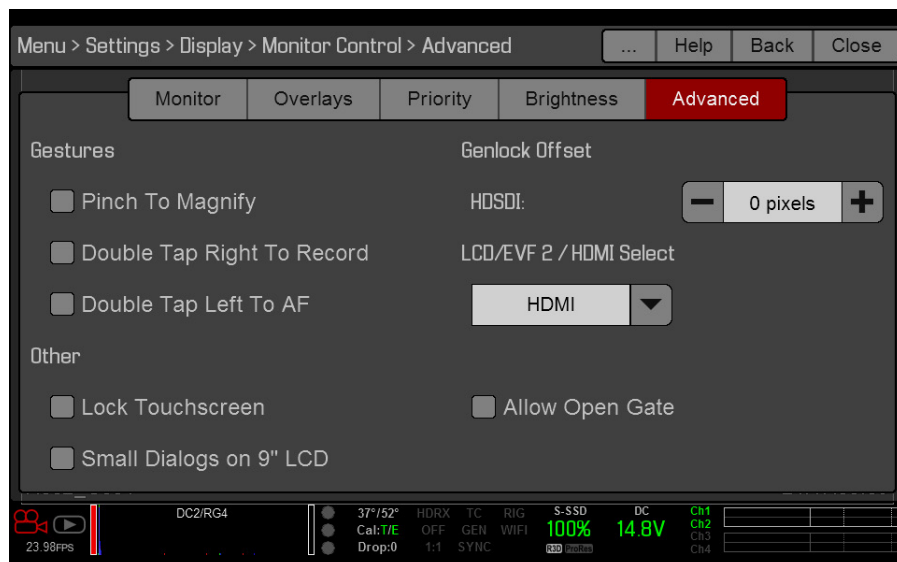 Menu > Settings > Display > Monitor Control > Advanced ... Help Back Close
Monitor Overlays Priority Brightness Advanced
Gestures Genlock Offset
Pinch To Magnify HDSDI: 0 pixels
Double Tap Right To Record LCD/EVF 2 / HDMI Select
Double Tap Left To AF HDMI
Other
Lock Touchscreen Allow Open Gate
Small Dialogs on 9" LCD
DC2/RG4 37°/52° HDRX TC RIG S-SSD DC Ch1
Cal:T/E OFF GEN WIFI 100% 14.8V Ch2
23.98FPS Drop:0 1:1 SYNC R3D ProRes Ch3
Ch4